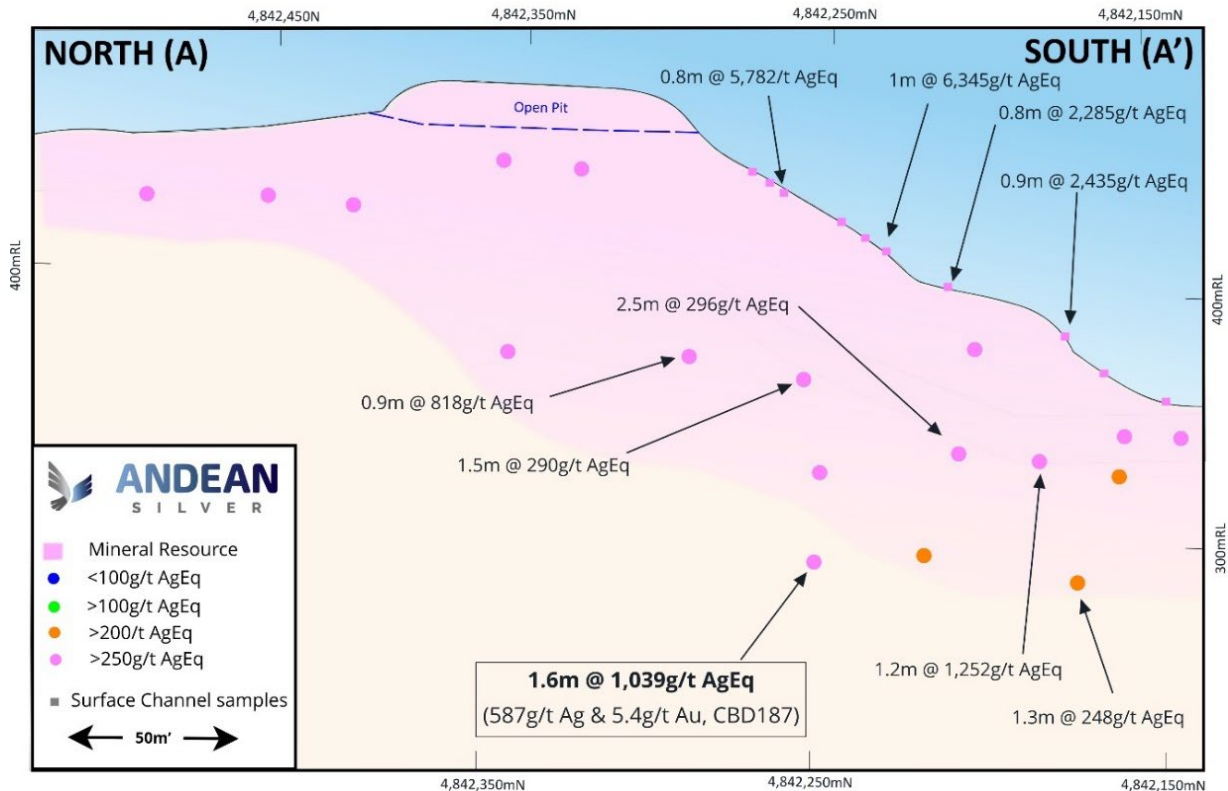 4,842,450mN
4,842,350mN
4,842,250mN
4,842,150mN
NORTH (A)
SOUTH (A’)
0.8m @ 5,782/t AgEq
1m @ 6,345g/t AgEq
Open Pit
0.8m @ 2,285g/t AgEq
0.9m @ 2,435g/t AgEq
400mRL
400mRL
2.5m @ 296g/t AgEq
0.9m @ 818g/t AgEq
1.5m @ 290g/t AgEq
ANDEAN
SILVER
Mineral Resource
<100g/t AgEq
>100g/t AgEq
>200/t AgEq
>250g/t AgEq
Surface Channel samples
50m’
300mRL
1.6m @ 1,039g/t AgEq
(587g/t Ag & 5.4g/t Au, CBD187)
1.2m @ 1,252g/t AgEq
1.3m @ 248g/t AgEq
4,842,350mN
4,842,250mN
4,842,150mN